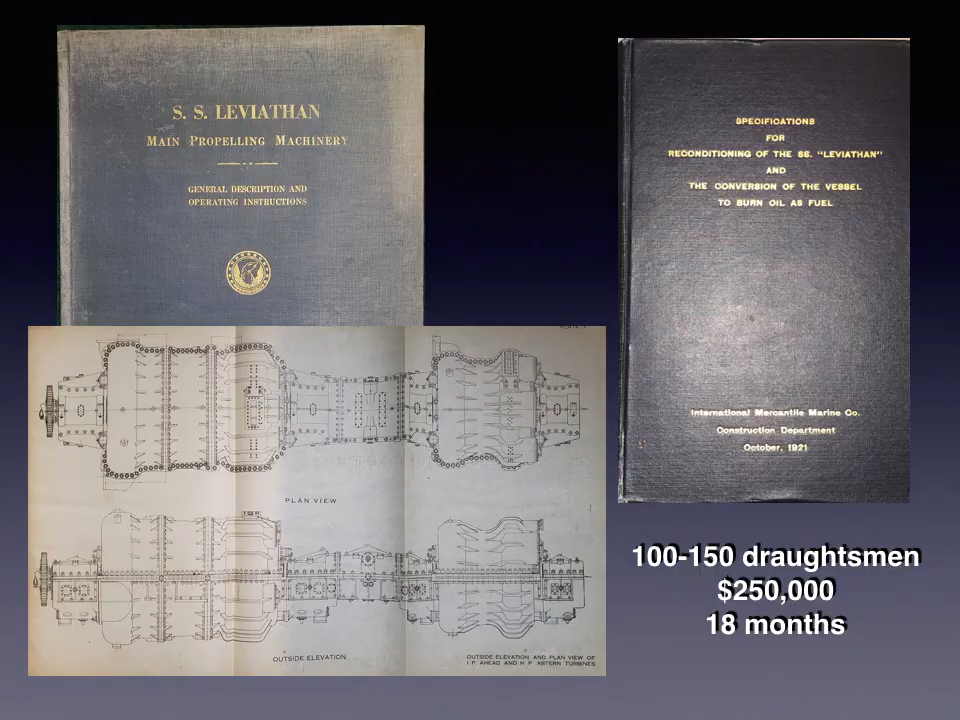 S. S. LEVIATHAN
MAIN PROPELLING MACHINERY
GENERAL DESCRIPTION AND
OPERATING INSTRUCTIONS
SPECIFICATIONS
FOR
RECONDITIONING OF THE SS. "LEVIATHAN"
AND
THE CONVERSION OF THE VESSEL
TO BURN OIL AS FUEL
International Mercantile Marine Co.
Construction Department
October, 1921
PLATE
PLAN VIEW
OUTSIDE ELEVATION
OUTSIDE ELEVATION AND PLAN VIEW OF
I. P. AHEAD AND H. P. ASTERN TURBINES
100-150 draughtsmen
$250,000
18 months